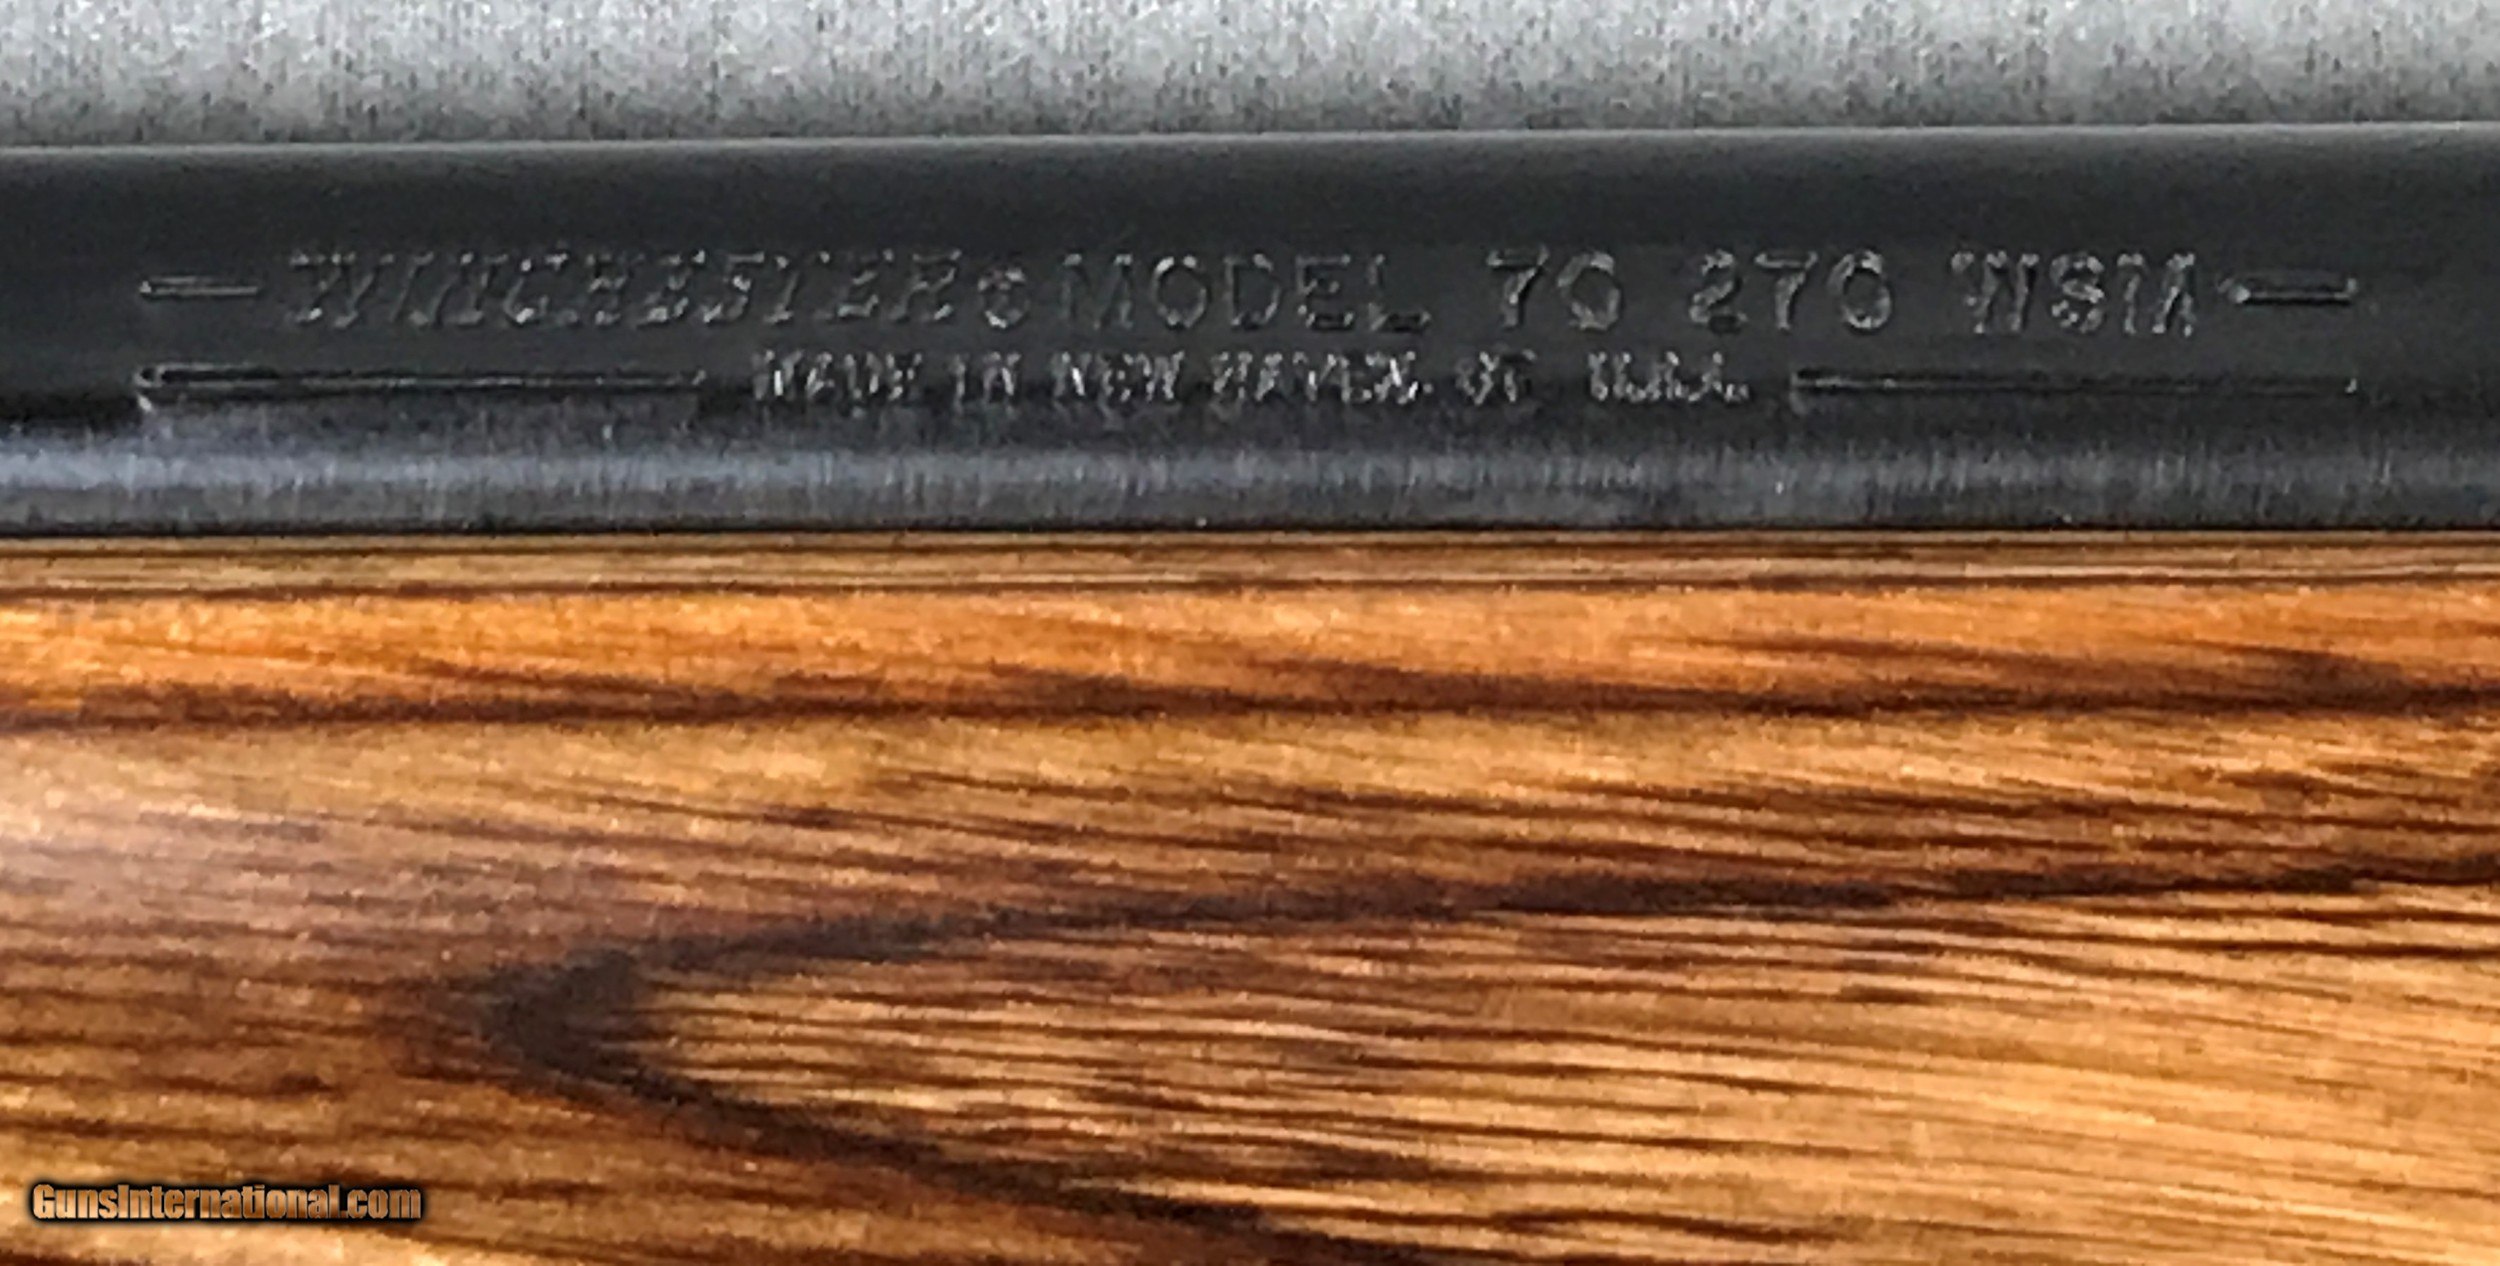 — WINCHESTER® MODEL 70 270 WSM —
MADE IN NEW HAVEN, CT U.S.A.
GunsInternational.com